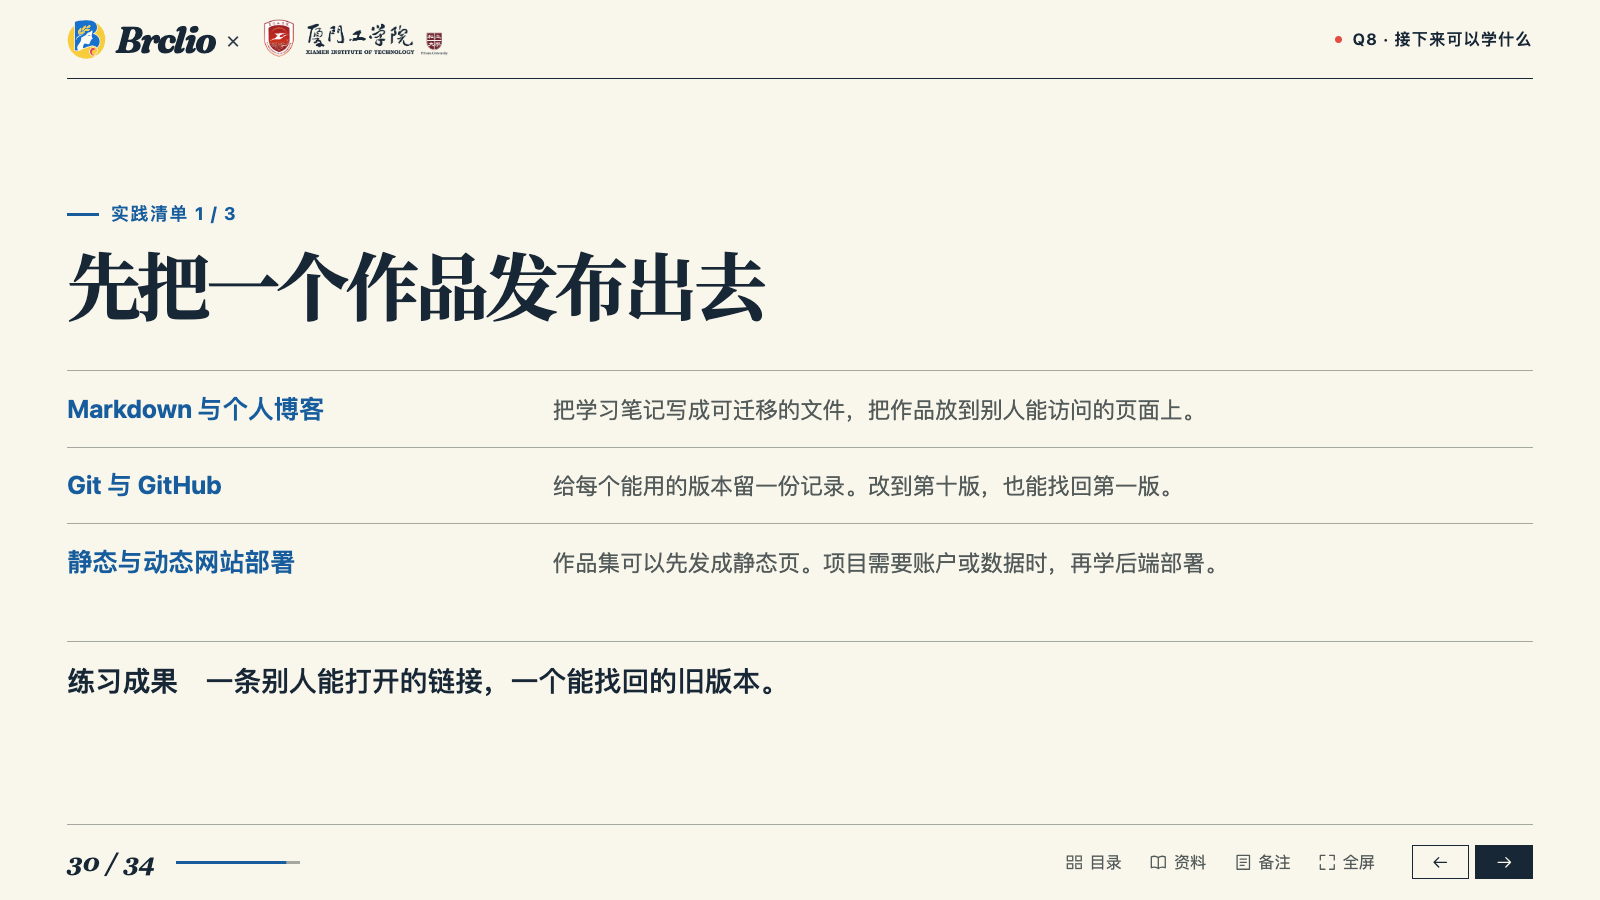 Brclio ×
厦门工学院
XIAMEN INSTITUTE OF TECHNOLOGY
Q8 · 接下来可以学什么
实践清单 1 / 3
先把一个作品发布出去
Markdown 与个人博客
把学习笔记写成可迁移的文件，把作品放到别人能访问的页面上。
Git 与 GitHub
给每个能用的版本留一份记录。改到第十版，也能找回第一版。
静态与动态网站部署
作品集可以先发成静态页。项目需要账户或数据时，再学后端部署。
练习成果 一条别人能打开的链接，一个能找回的旧版本。
30 / 34
目录 资料 备注 全屏 ← →